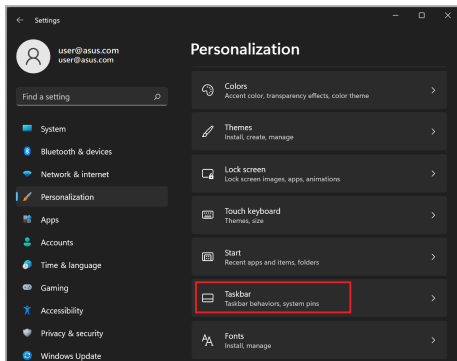 Settings
user@asus.com
user@asus.com
Find a setting
System
Bluetooth & devices
Network & internet
Personalization
Apps
Accounts
Time & language
Gaming
Accessibility
Privacy & security
Windows Update
Personalization
Colors
Accent color, transparency effects, color theme
Themes
Install, create, manage
Lock screen
Lock screen images, apps, animations
Touch keyboard
Themes, size
Start
Recent apps and items, folders
Taskbar
Taskbar behaviors, system pins
Fonts
Install, manage